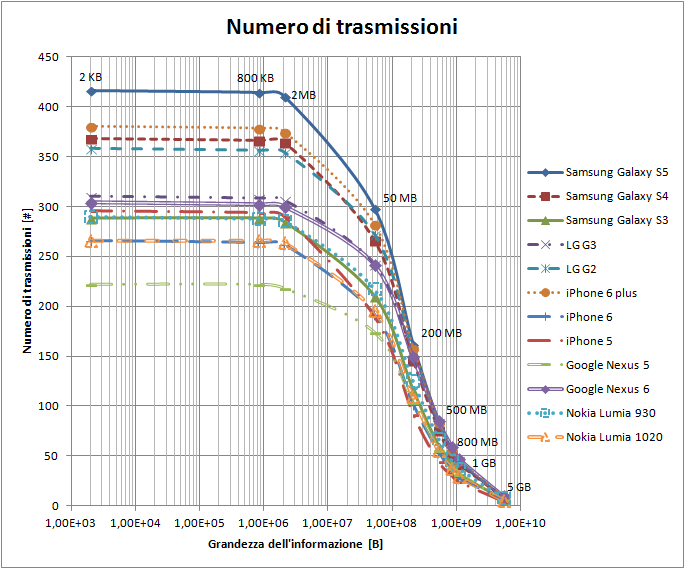 Numero di trasmissioni
450
400
350
300
250
200
150
100
50
0
Numero di trasmissioni [#]
2 KB
800 KB
2MB
50 MB
200 MB
500 MB
800 MB
1 GB
5 GB
1,00E+03 1,00E+04 1,00E+05 1,00E+06 1,00E+07 1,00E+08 1,00E+09 1,00E+10
Grandezza dell'informazione [B]
Samsung Galaxy S5
Samsung Galaxy S4
Samsung Galaxy S3
LG G3
LG G2
iPhone 6 plus
iPhone 6
iPhone 5
Google Nexus 5
Google Nexus 6
Nokia Lumia 930
Nokia Lumia 1020